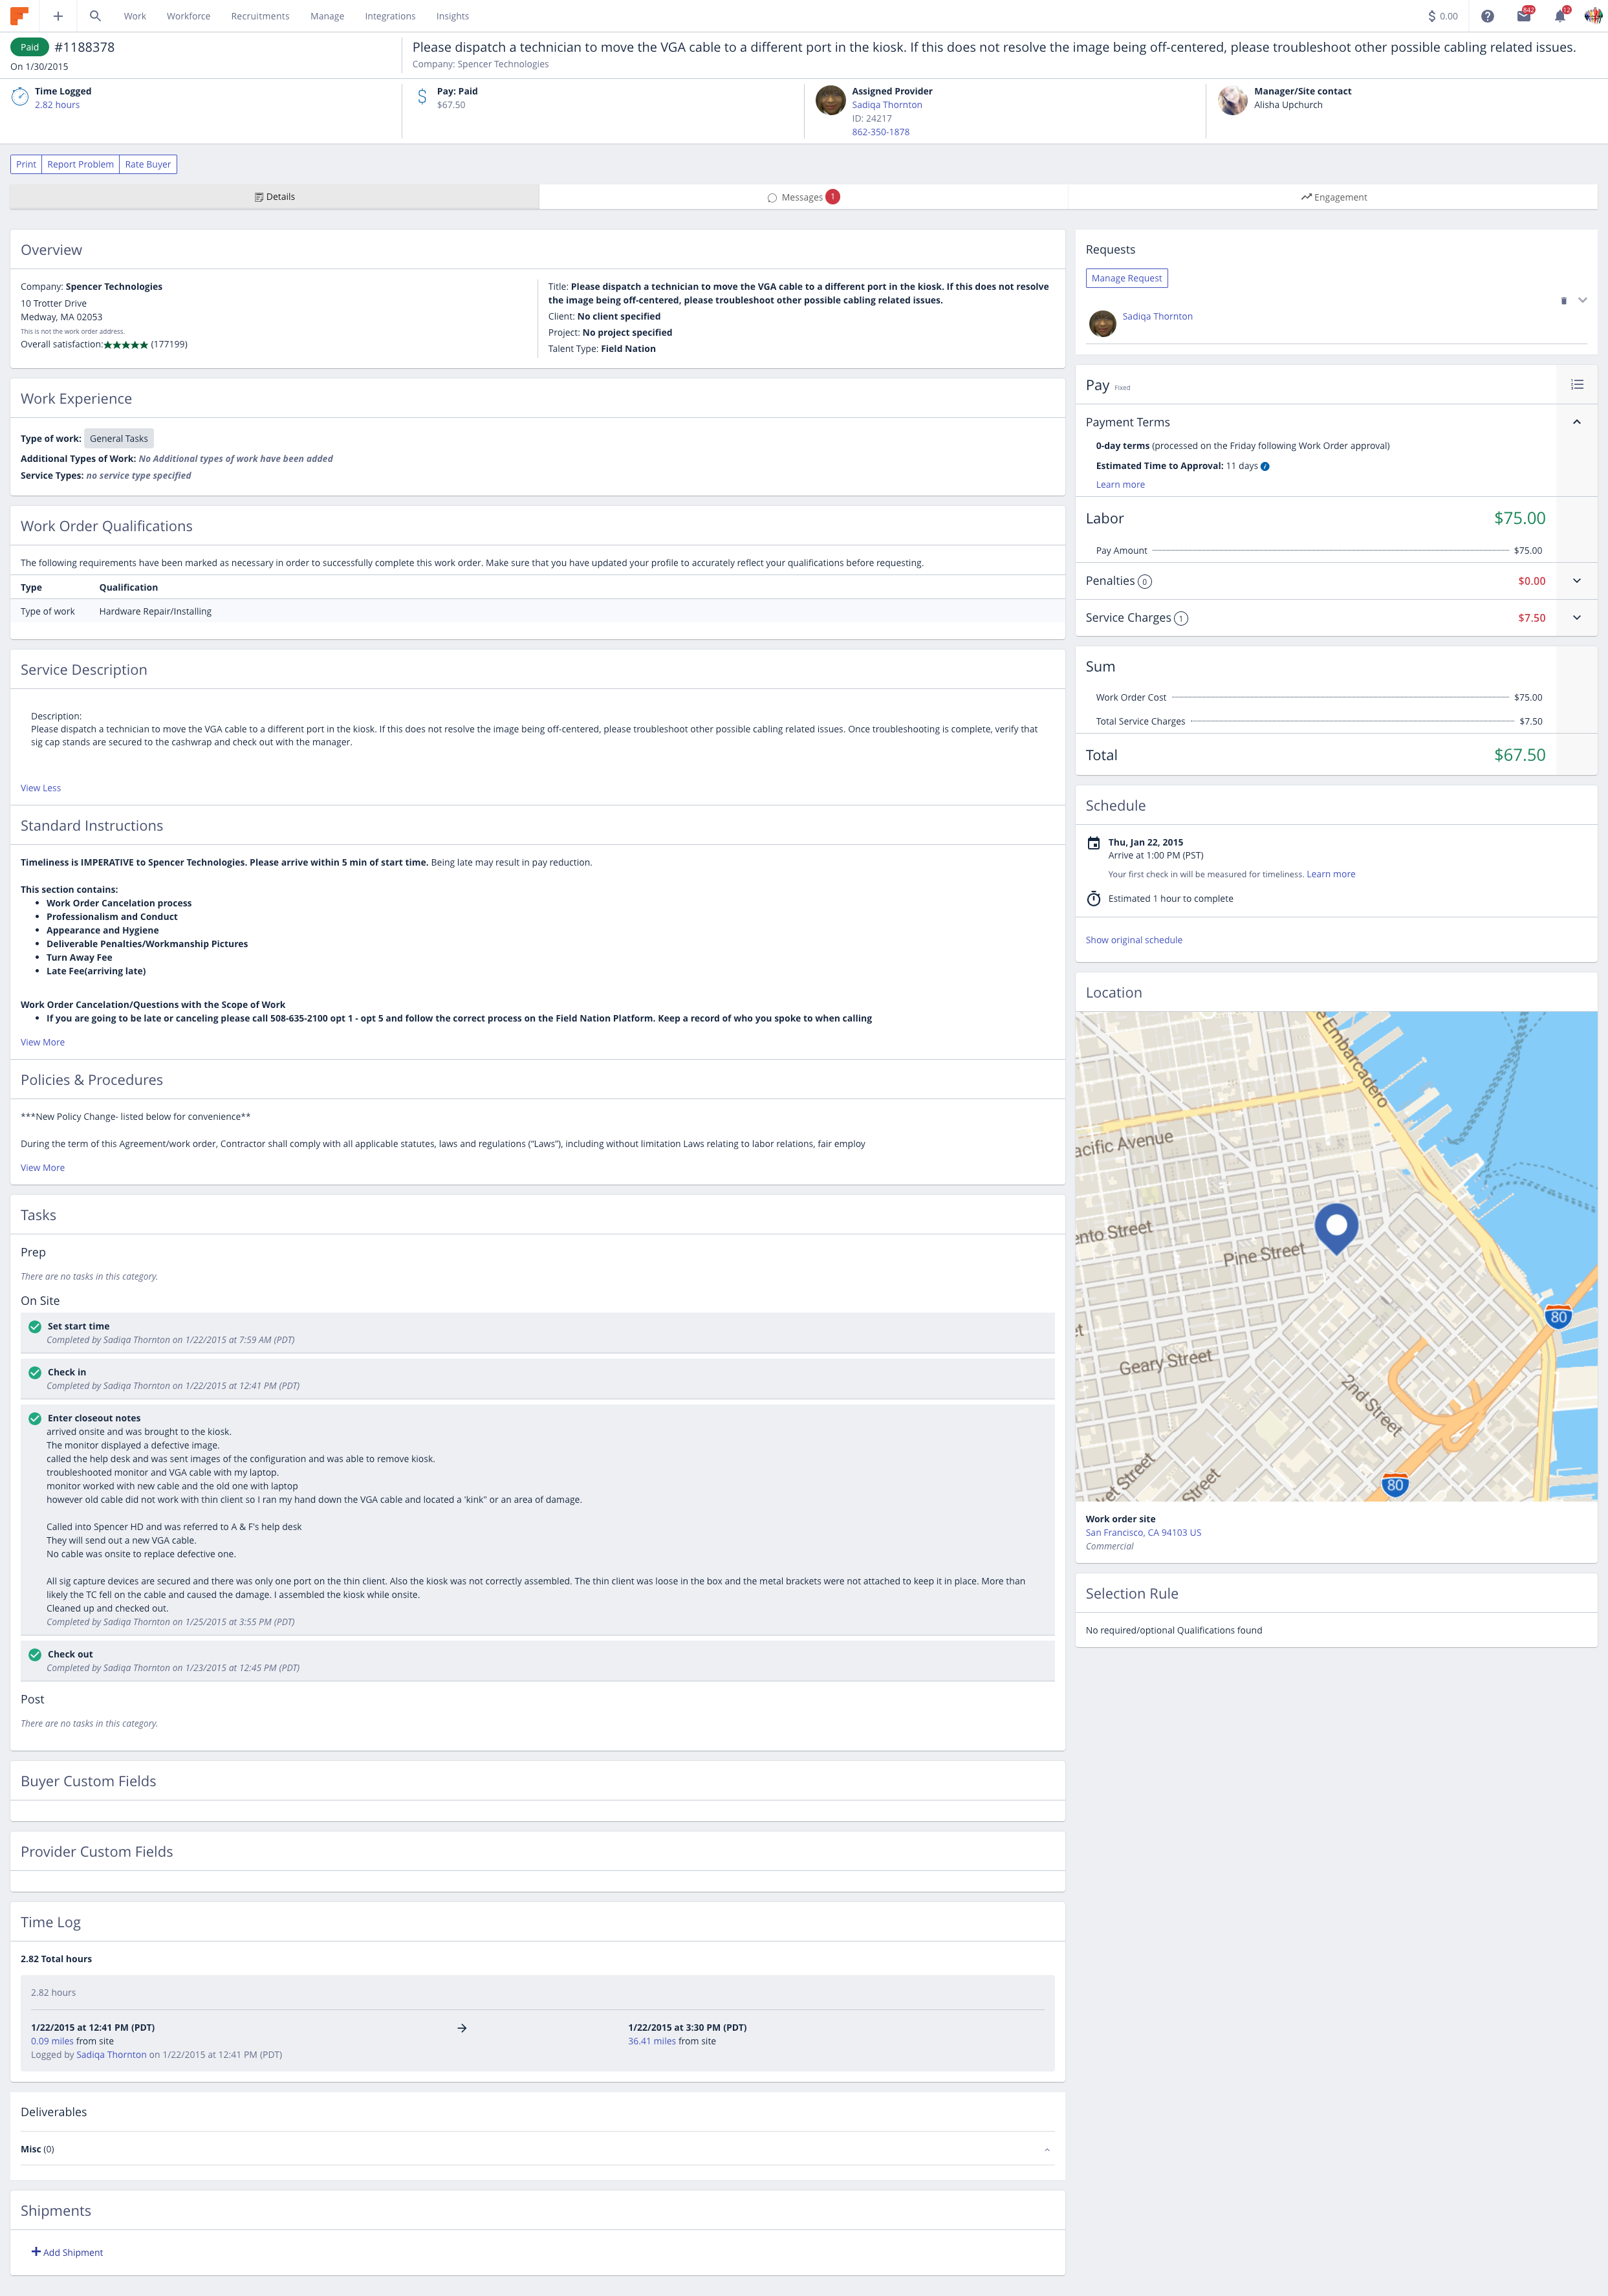 Work Workforce Recruitments Manage Integrations Insights $ 0.00 842 12
Paid #1188378
On 1/30/2015
Please dispatch a technician to move the VGA cable to a different port in the kiosk. If this does not resolve the image being off-centered, please troubleshoot other possible cabling related issues.
Company: Spencer Technologies
Time Logged
2.82 hours
Pay: Paid
$67.50
Assigned Provider
Sadiqa Thornton
ID: 24217
862-350-1878
Manager/Site contact
Alisha Upchurch
Print Report Problem Rate Buyer
Details Messages 1 Engagement
Overview
Company: Spencer Technologies
10 Trotter Drive
Medway, MA 02053
This is not the work order address.
Overall satisfaction:★★★★★ (177199)
Title: Please dispatch a technician to move the VGA cable to a different port in the kiosk. If this does not resolve
the image being off-centered, please troubleshoot other possible cabling related issues.
Client: No client specified
Project: No project specified
Talent Type: Field Nation
Work Experience
Type of work: General Tasks
Additional Types of Work: No Additional types of work have been added
Service Types: no service type specified
Work Order Qualifications
The following requirements have been marked as necessary in order to successfully complete this work order. Make sure that you have updated your profile to accurately reflect your qualifications before requesting.
Type Qualification
Type of work Hardware Repair/Installing
Service Description
Description:
Please dispatch a technician to move the VGA cable to a different port in the kiosk. If this does not resolve the image being off-centered, please troubleshoot other possible cabling related issues. Once troubleshooting is complete, verify that
sig cap stands are secured to the cashwrap and check out with the manager.
View Less
Standard Instructions
Timeliness is IMPERATIVE to Spencer Technologies. Please arrive within 5 min of start time. Being late may result in pay reduction.
This section contains:
• Work Order Cancelation process
• Professionalism and Conduct
• Appearance and Hygiene
• Deliverable Penalties/Workmanship Pictures
• Turn Away Fee
• Late Fee(arriving late)
Work Order Cancelation/Questions with the Scope of Work
• If you are going to be late or canceling please call 508-635-2100 opt 1 - opt 5 and follow the correct process on the Field Nation Platform. Keep a record of who you spoke to when calling
View More
Policies & Procedures
***New Policy Change- listed below for convenience**
During the term of this Agreement/work order, Contractor shall comply with all applicable statutes, laws and regulations ("Laws"), including without limitation Laws relating to labor relations, fair employ
View More
Tasks
Prep
There are no tasks in this category.
On Site
Set start time
Completed by Sadiqa Thornton on 1/22/2015 at 7:59 AM (PDT)
Check in
Completed by Sadiqa Thornton on 1/22/2015 at 12:41 PM (PDT)
Enter closeout notes
arrived onsite and was brought to the kiosk.
The monitor displayed a defective image.
called the help desk and was sent images of the configuration and was able to remove kiosk.
troubleshooted monitor and VGA cable with my laptop.
monitor worked with new cable and the old one with laptop
however old cable did not work with thin client so I ran my hand down the VGA cable and located a 'kink" or an area of damage.
Called into Spencer HD and was referred to A & F's help desk
They will send out a new VGA cable.
No cable was onsite to replace defective one.
All sig capture devices are secured and there was only one port on the thin client. Also the kiosk was not correctly assembled. The thin client was loose in the box and the metal brackets were not attached to keep it in place. More than
likely the TC fell on the cable and caused the damage. I assembled the kiosk while onsite.
Cleaned up and checked out.
Completed by Sadiqa Thornton on 1/25/2015 at 3:55 PM (PDT)
Check out
Completed by Sadiqa Thornton on 1/23/2015 at 12:45 PM (PDT)
Post
There are no tasks in this category.
Buyer Custom Fields
Provider Custom Fields
Time Log
2.82 Total hours
2.82 hours
1/22/2015 at 12:41 PM (PDT)
0.09 miles from site
Logged by Sadiqa Thornton on 1/22/2015 at 12:41 PM (PDT)
1/22/2015 at 3:30 PM (PDT)
36.41 miles from site
Deliverables
Misc (0)
Shipments
+ Add Shipment
Requests
Manage Request
Sadiqa Thornton
Pay Fixed
Payment Terms
0-day terms (processed on the Friday following Work Order approval)
Estimated Time to Approval: 11 days
Learn more
Labor $75.00
Pay Amount $75.00
Penalties 0 $0.00
Service Charges 1 $7.50
Sum
Work Order Cost $75.00
Total Service Charges $7.50
Total $67.50
Schedule
Thu, Jan 22, 2015
Arrive at 1:00 PM (PST)
Your first check in will be measured for timeliness. Learn more
Estimated 1 hour to complete
Show original schedule
Location
e Embarcadero
acific Avenue
ento Street
Pine Street
80
et
Geary Street
2nd Street
ket Street
Street
80
Work order site
San Francisco, CA 94103 US
Commercial
Selection Rule
No required/optional Qualifications found